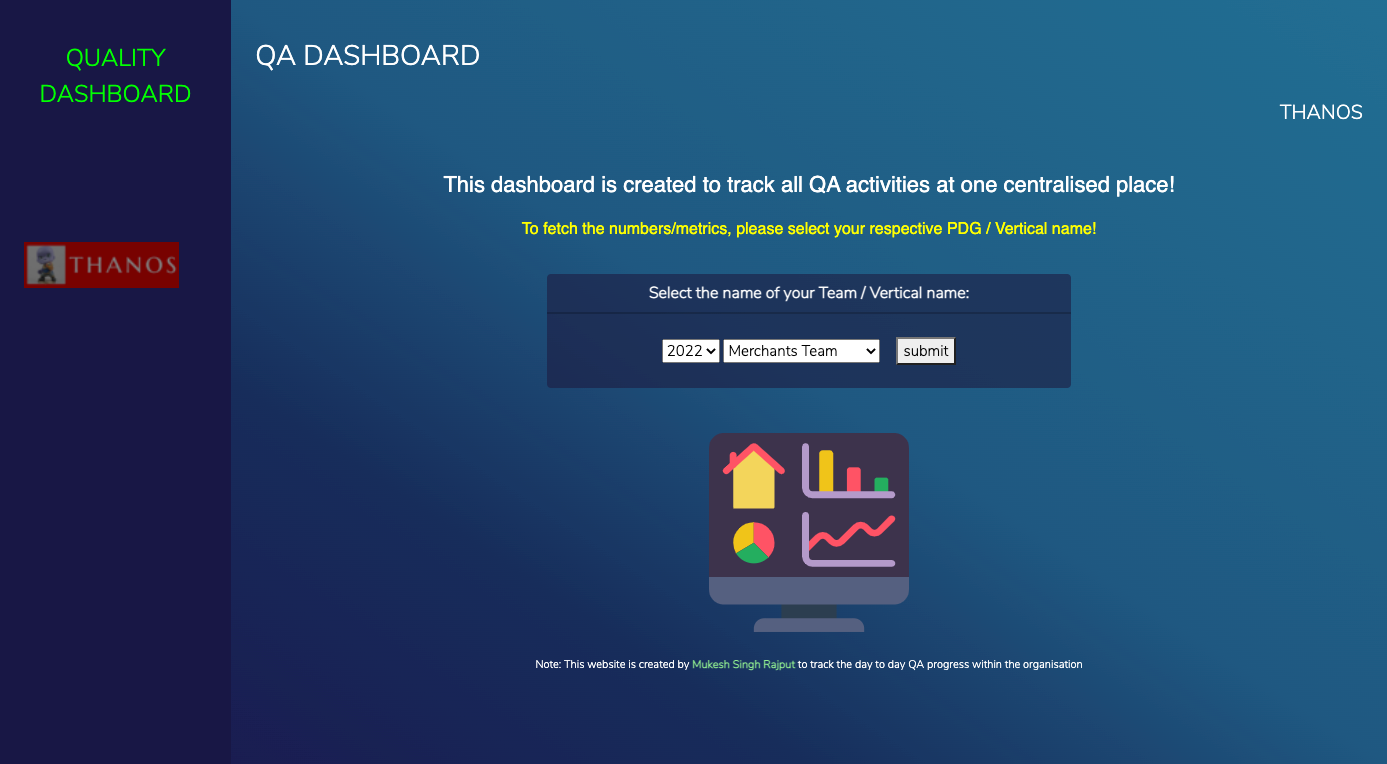 QUALITY
DASHBOARD
THANOS
QA DASHBOARD
THANOS
This dashboard is created to track all QA activities at one centralised place!
To fetch the numbers/metrics, please select your respective PDG / Vertical name!
Select the name of your Team / Vertical name:
2022 Merchants Team submit
Note: This website is created by Mukesh Singh Rajput to track the day to day QA progress within the organisation